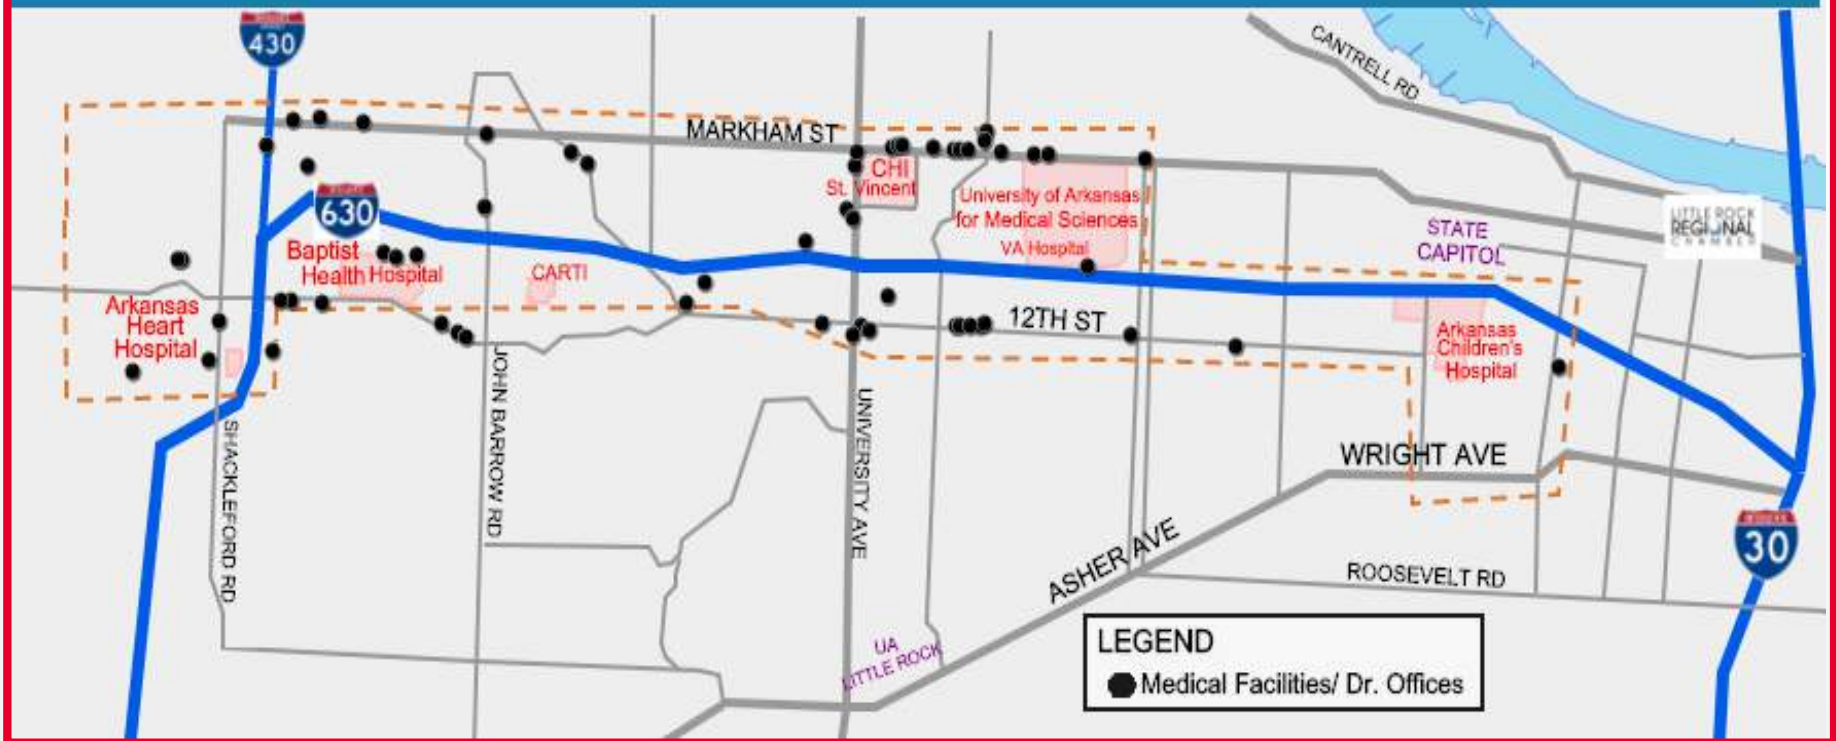 430
CANTRELL RD
MARKHAM ST
CHI
St. Vincent
University of Arkansas
for Medical Sciences
VA Hospital
630
LITTLE ROCK
REGIONAL
CHAMBER
STATE
CAPITOL
Baptist
Health Hospital
CARTI
Arkansas
Heart
Hospital
12TH ST
Arkansas
Children's
Hospital
JOHN BARROW RD
UNIVERSITY AVE
SHACKLEFORD RD
WRIGHT AVE
ASHER AVE
30
ROOSEVELT RD
UA
LITTLE ROCK
LEGEND
Medical Facilities/ Dr. Offices